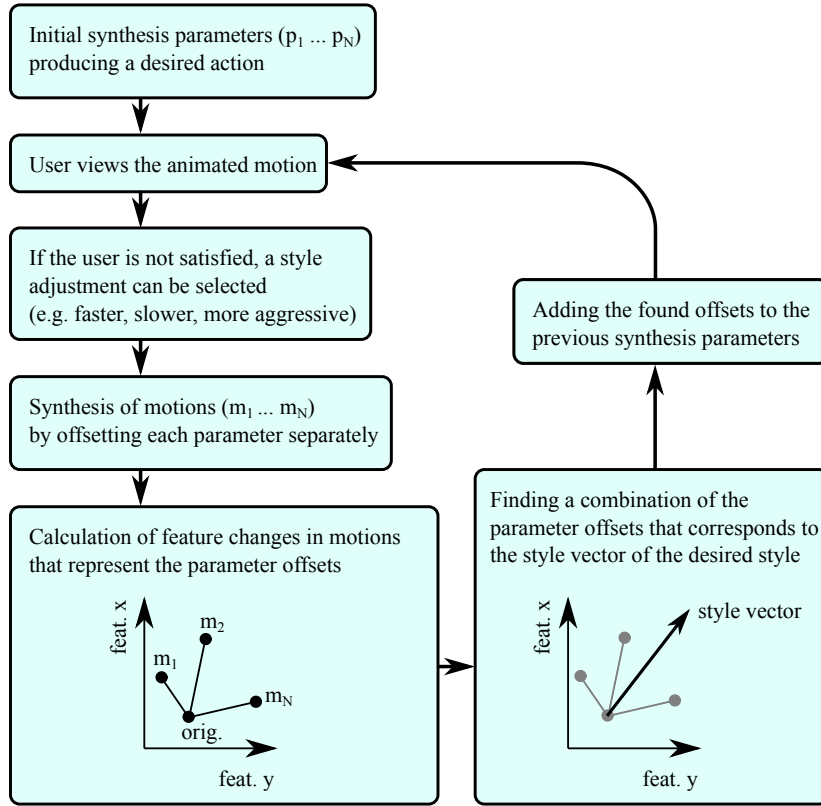 Initial synthesis parameters (p₁ ... p_N)
producing a desired action
User views the animated motion
If the user is not satisfied, a style
adjustment can be selected
(e.g. faster, slower, more aggressive)
Synthesis of motions (m₁ ... m_N)
by offsetting each parameter separately
Calculation of feature changes in motions
that represent the parameter offsets
feat. x
m₁
m₂
m_N
orig.
feat. y
Finding a combination of the
parameter offsets that corresponds to
the style vector of the desired style
feat. x
style vector
feat. y
Adding the found offsets to the
previous synthesis parameters